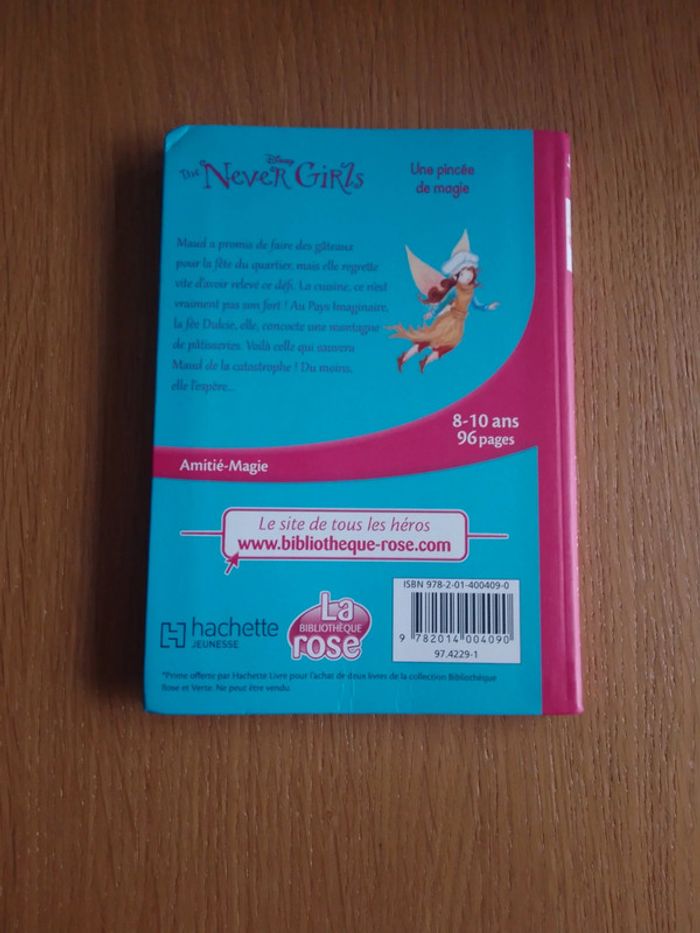 Disney
The Never Girls
Une pincée
de magie
Maud a promis de faire des gâteaux
pour la fête du quartier, mais elle regrette
vite d'avoir relevé ce défi. La cuisine, ce n'est
vraiment pas son fort ! Au Pays Imaginaire,
la fée Dulcie, elle, concocte une montagne
de pâtisseries. Voilà celle qui sauvera
Maud de la catastrophe ! Du moins,
elle l'espère...
8-10 ans
96 pages
Amitié-Magie
Le site de tous les héros
www.bibliotheque-rose.com
ISBN 978-2-01-400409-0
hachette
JEUNESSE
La
BIBLIOTHÈQUE
rose
9 782014 004090
97.4229-1
*Prime offerte par Hachette Livre pour l'achat de deux livres de la collection Bibliothèque
Rose et Verte. Ne peut être vendu.